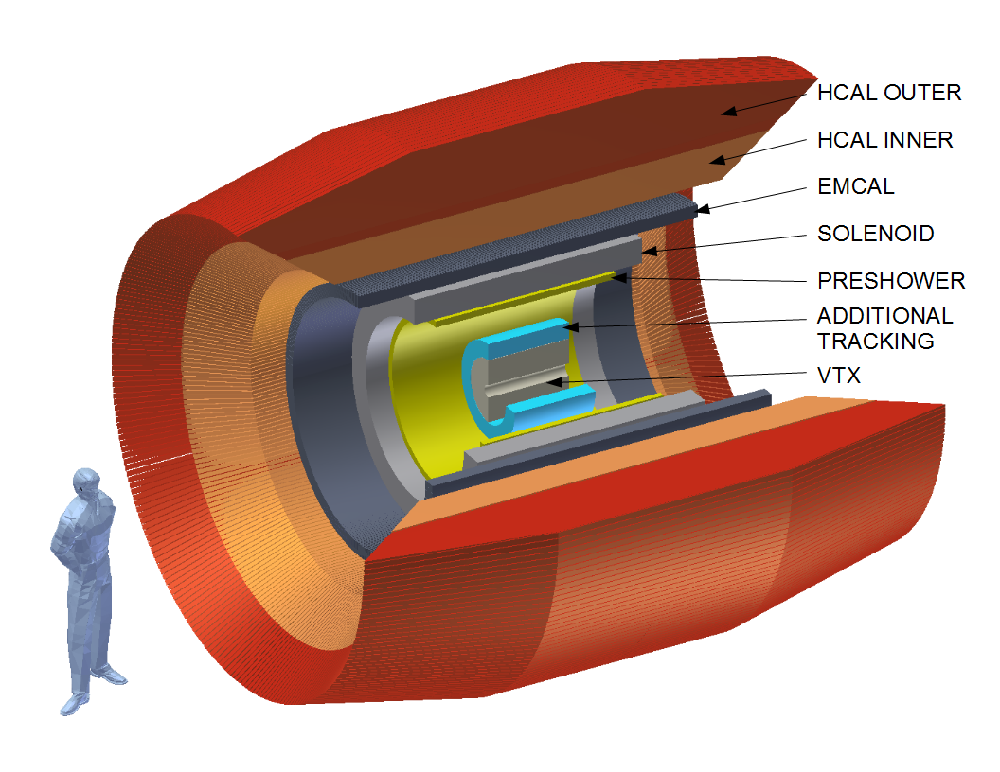 HCAL OUTER
HCAL INNER
EMCAL
SOLENOID
PRESHOWER
ADDITIONAL
TRACKING
VTX